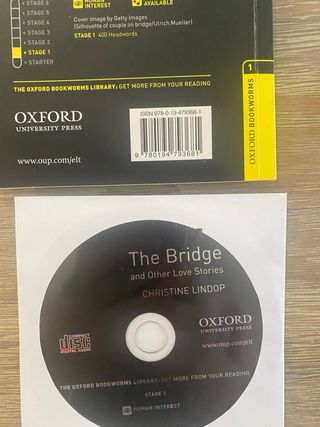 STAGE 6
STAGE 5
STAGE 4
STAGE 3
STAGE 2
STAGE 1
STARTER
HUMAN INTEREST
AVAILABLE
Cover image by Getty Images
(Silhouette of couple on bridge/Ulrich Mueller)
STAGE 1 400 Headwords
THE OXFORD BOOKWORMS LIBRARY: GET MORE FROM YOUR READING
OXFORD
UNIVERSITY PRESS
www.oup.com/elt
ISBN 978-0-19-479368-1
9 780194 793681
OXFORD BOOKWORMS 1
The Bridge
and Other Love Stories
CHRISTINE LINDOP
COMPACT
disc
DIGITAL AUDIO
OXFORD
UNIVERSITY PRESS
www.oup.com/elt
THE OXFORD BOOKWORMS LIBRARY: GET MORE FROM YOUR READING
STAGE 1
HUMAN INTEREST